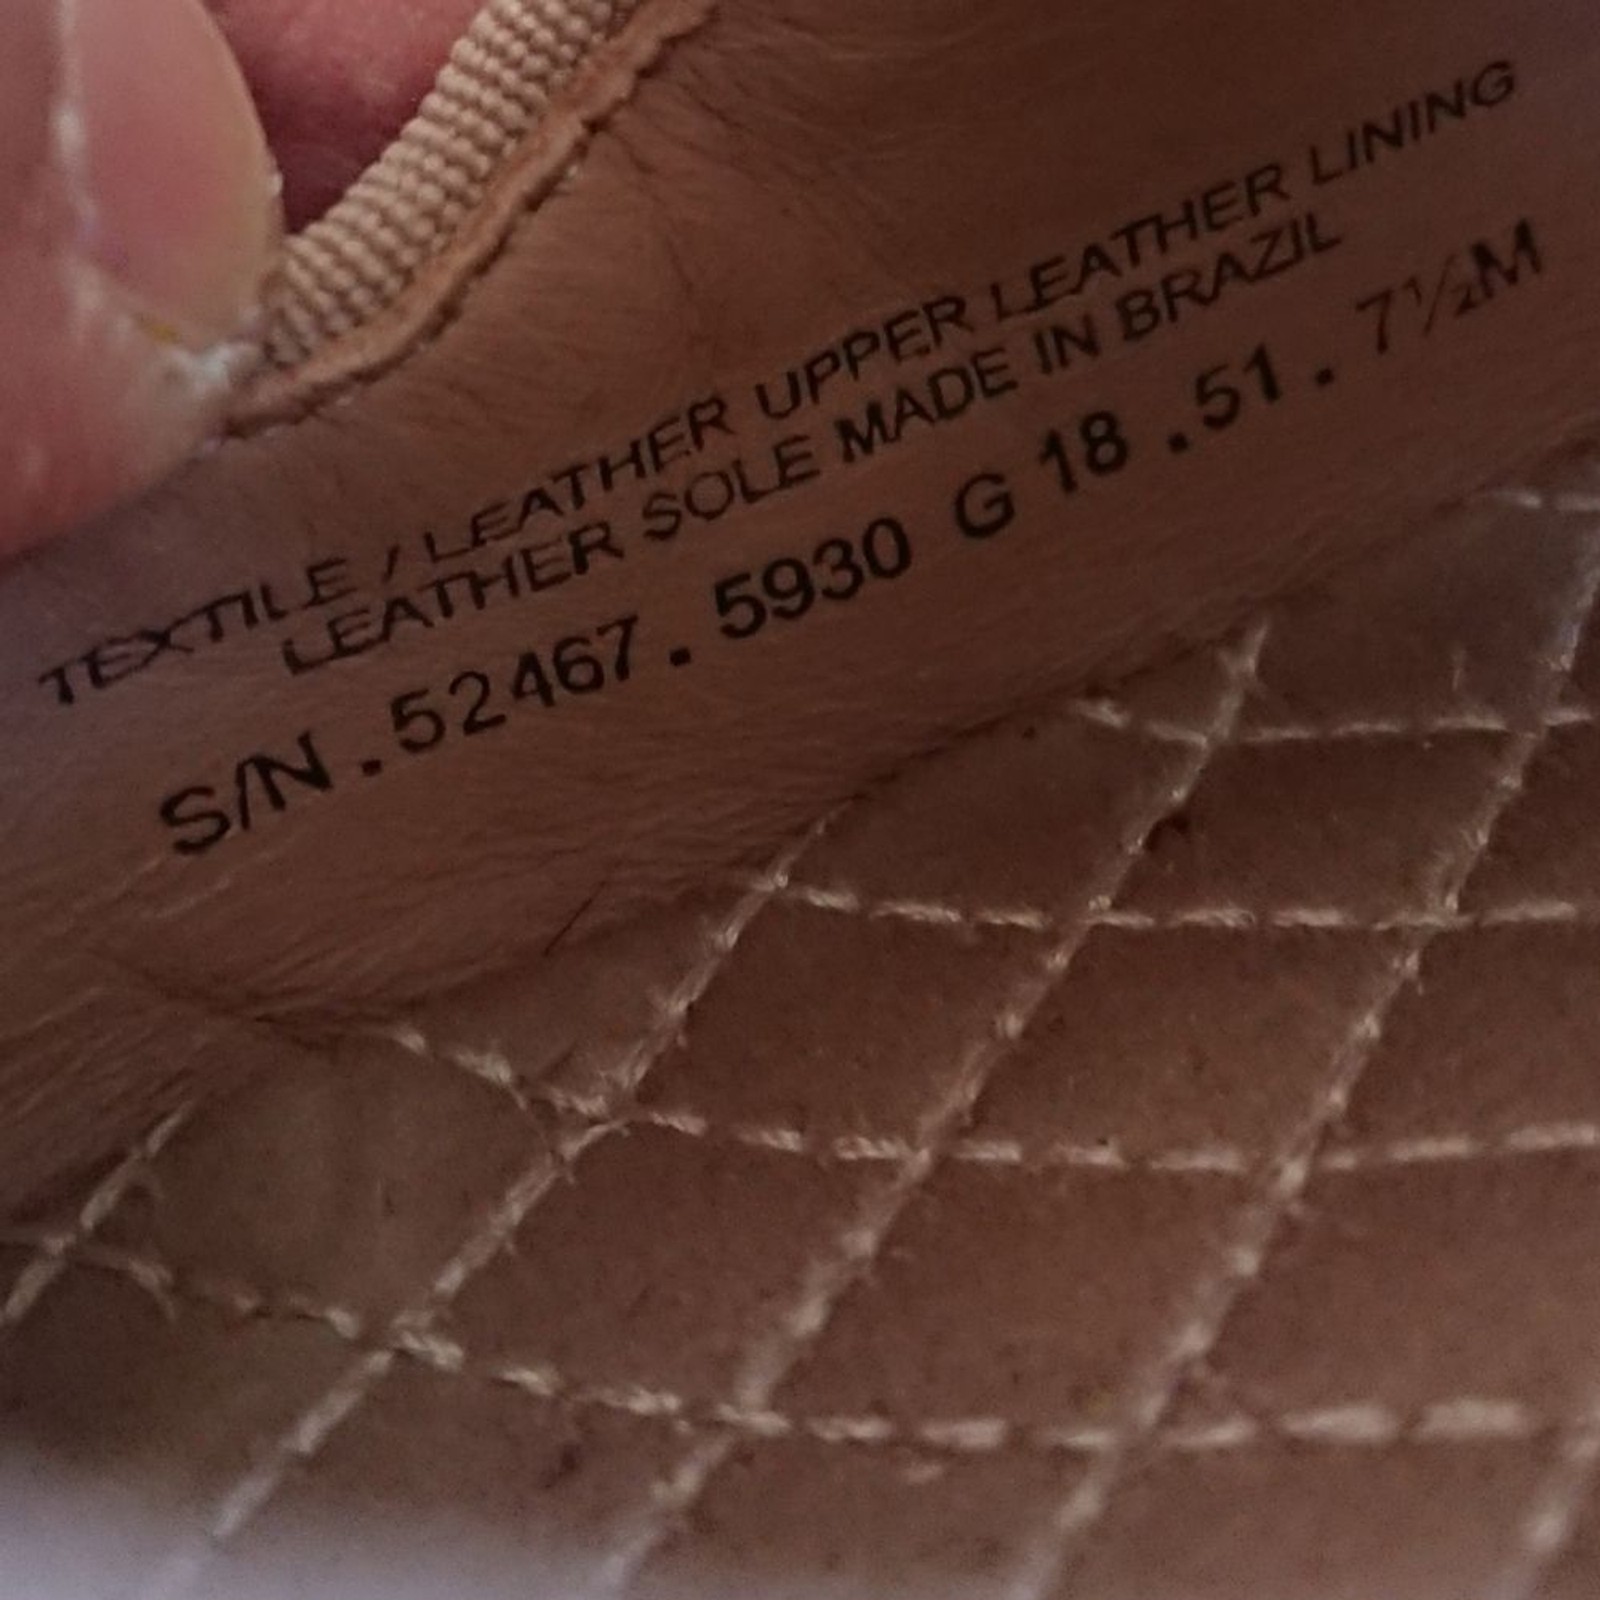 TEXTILE / LEATHER UPPER LEATHER LINING
LEATHER SOLE MADE IN BRAZIL
S/N.52467.5930 G 18.51. 7½M